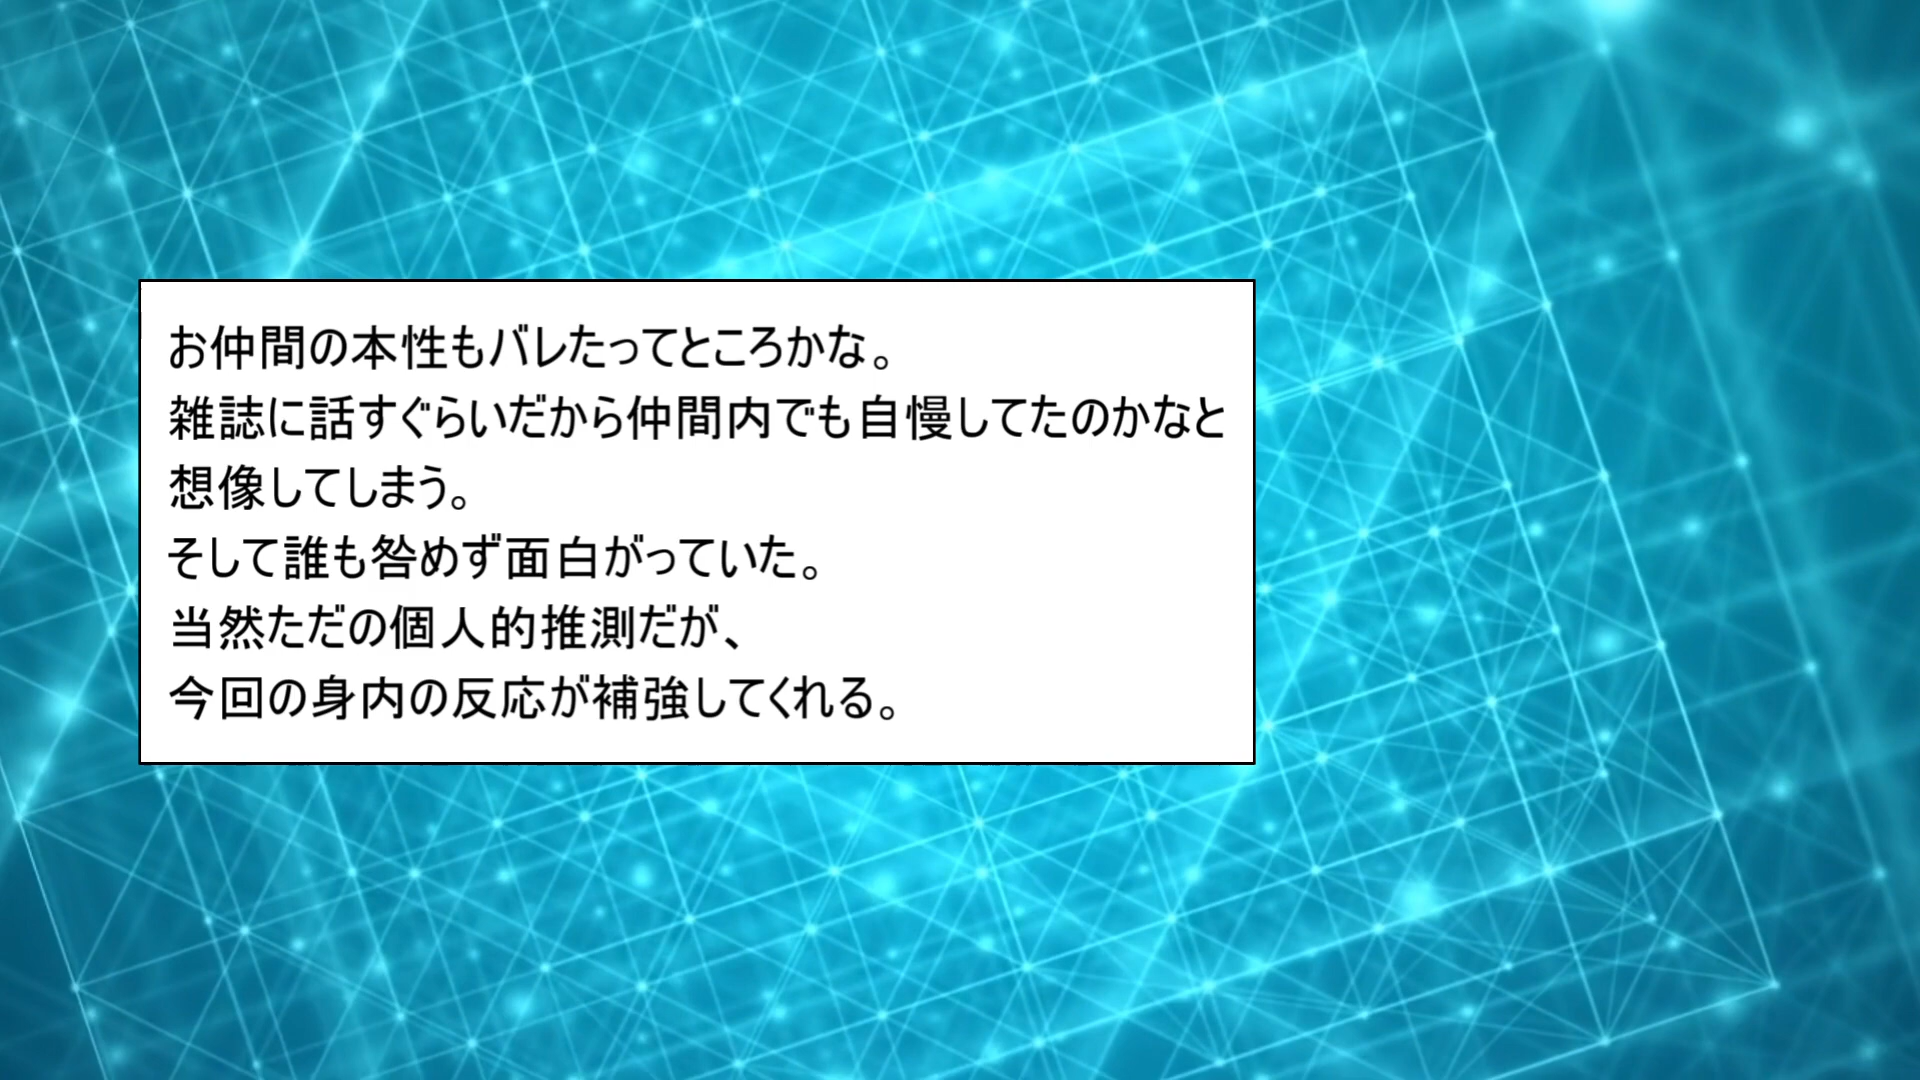 お仲間の本性もバレたってところかな。
雑誌に話すぐらいだから仲間内でも自慢してたのかなと
想像してしまう。
そして誰も咎めず面白がっていた。
当然ただの個人的推測だが、
今回の身内の反応が補強してくれる。